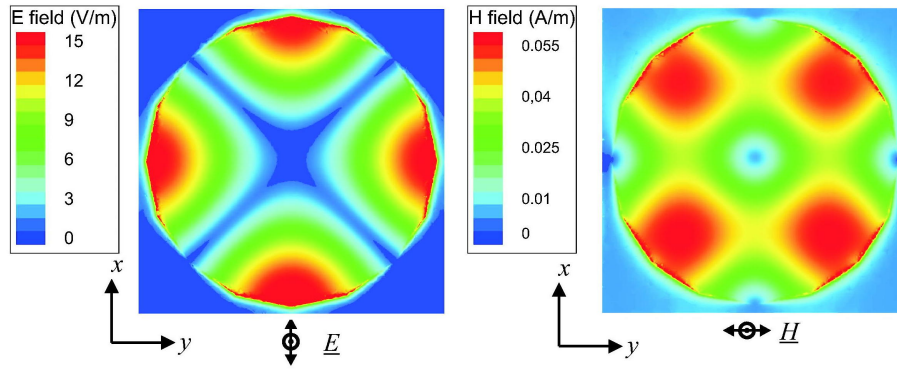 E field (V/m)
15
12
9
6
3
0
x
y
E
H field (A/m)
0.055
0,04
0.025
0.01
0
x
y
H